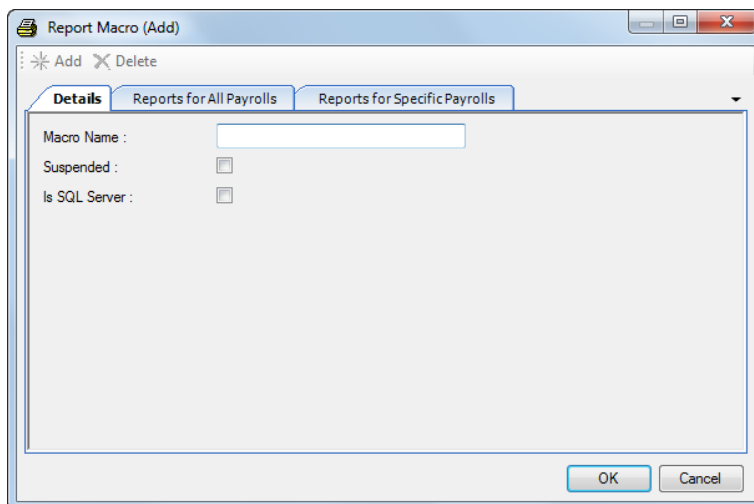 Report Macro (Add)
Add Delete
Details Reports for All Payrolls Reports for Specific Payrolls
Macro Name :
Suspended :
Is SQL Server :
OK Cancel